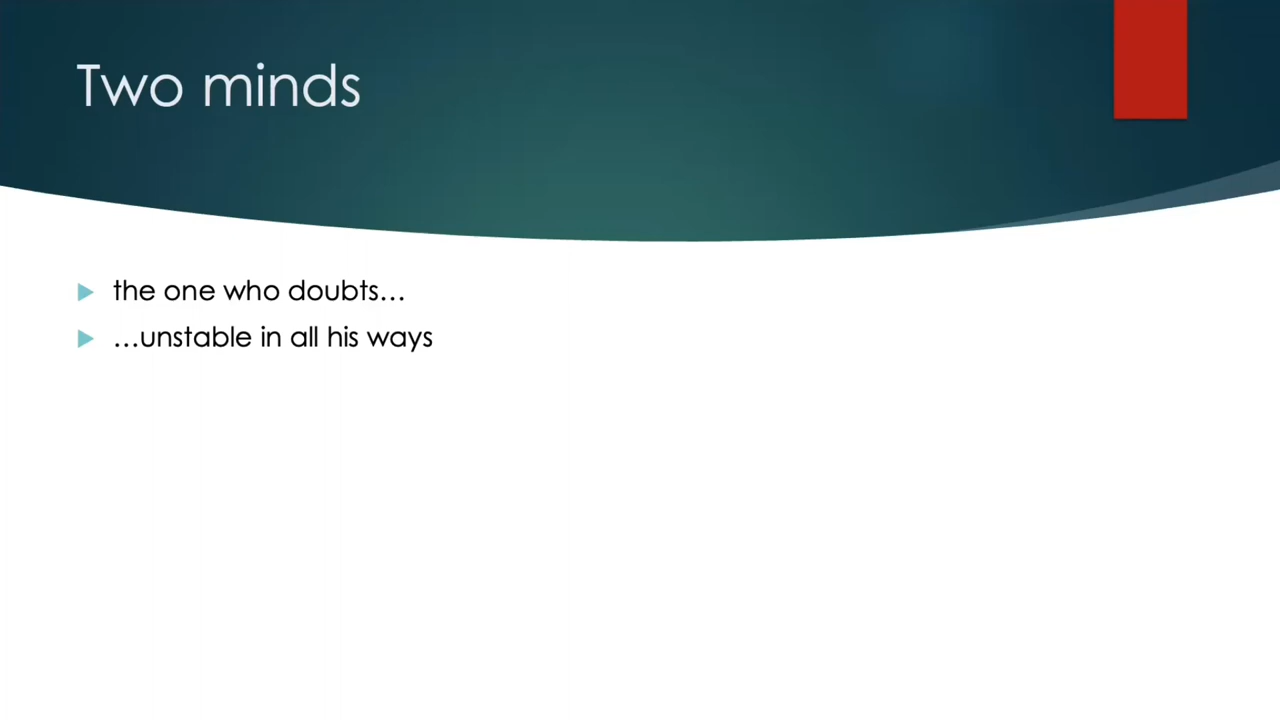 Two minds
the one who doubts…
…unstable in all his ways